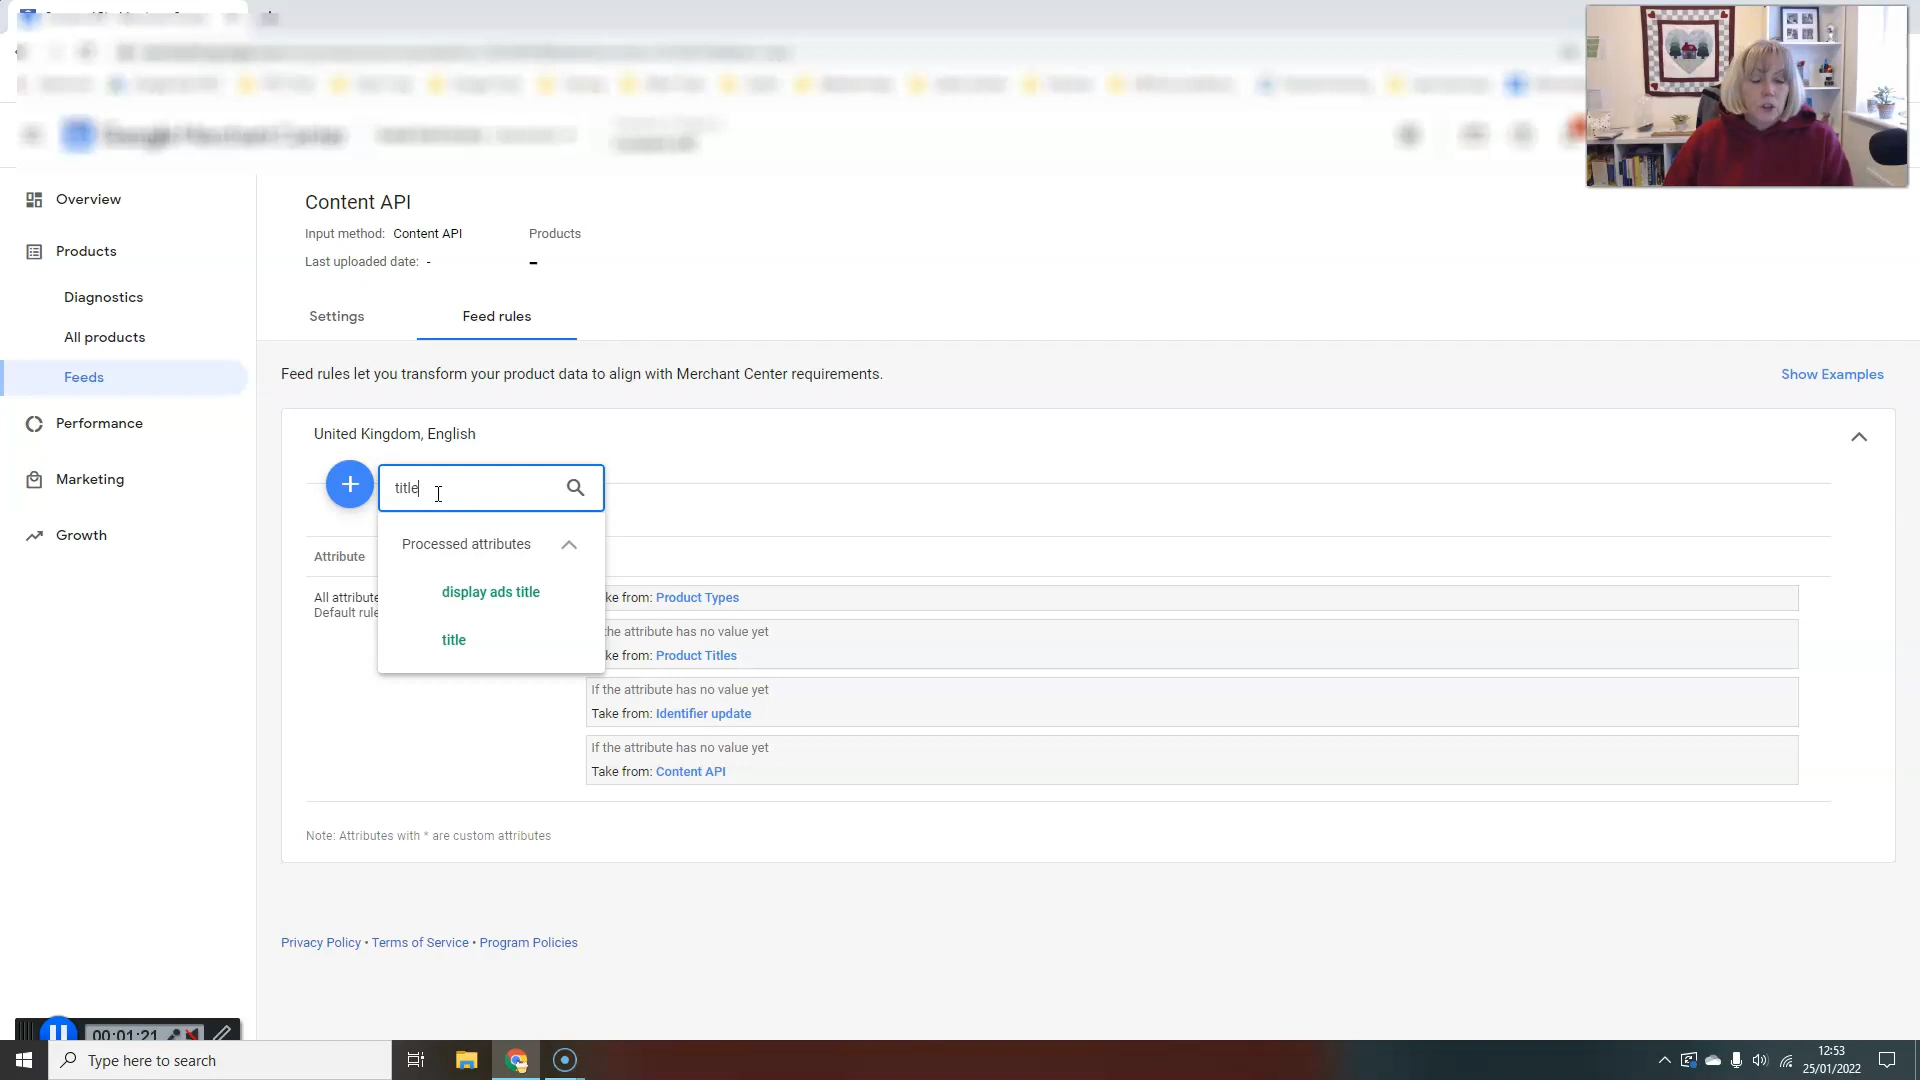 Overview
Products
Diagnostics
All products
Feeds
Performance
Marketing
Growth
Content API
Input method: Content API
Products
Last uploaded date: -
-
Settings
Feed rules
Feed rules let you transform your product data to align with Merchant Center requirements.
Show Examples
United Kingdom, English
title
Processed attributes
display ads title
title
Attribute
All attribute
Default rule
ke from: Product Types
the attribute has no value yet
ke from: Product Titles
If the attribute has no value yet
Take from: Identifier update
If the attribute has no value yet
Take from: Content API
Note: Attributes with * are custom attributes
Privacy Policy • Terms of Service • Program Policies
00:01:21
Type here to search
12:53
25/01/2022